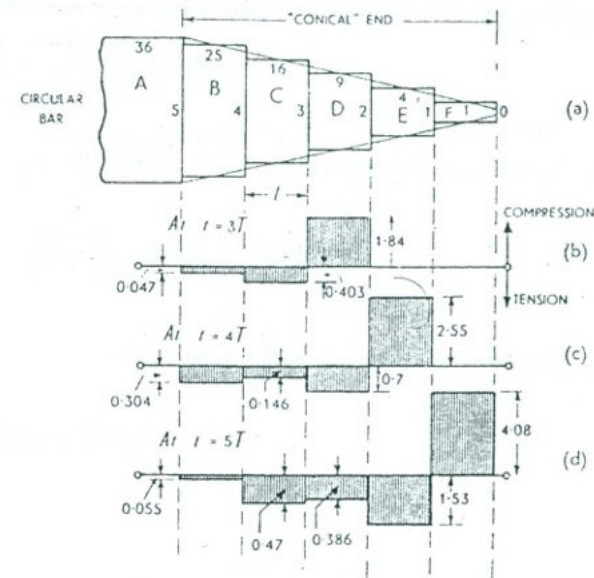 "CONICAL" END
36
25
16
9
4
1
A
B
C
D
E
F
5
4
3
2
1
0
CIRCULAR
BAR
(a)
l
At t = 3T
COMPRESSION
1·84
(b)
0·047
0·403
TENSION
At t = 4T
2·55
(c)
0·304
0·146
0·7
4·08
At t = 5T
(d)
0·055
1·53
0·47
0·386